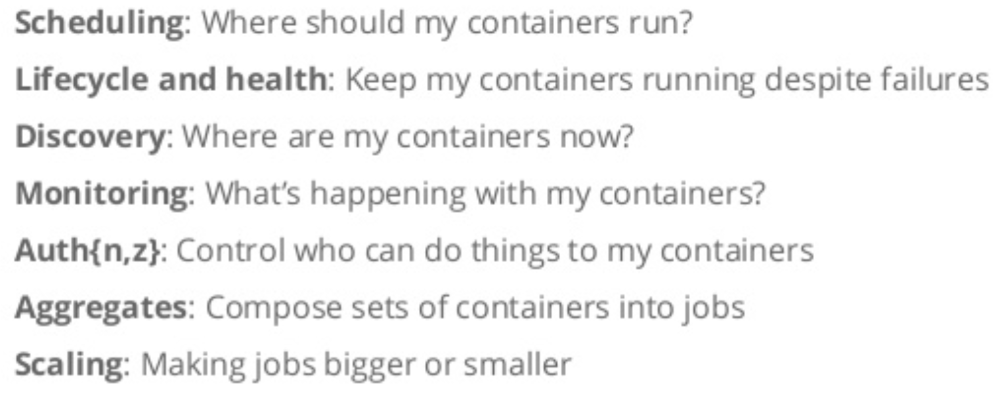 Scheduling: Where should my containers run?
Lifecycle and health: Keep my containers running despite failures
Discovery: Where are my containers now?
Monitoring: What’s happening with my containers?
Auth{n,z}: Control who can do things to my containers
Aggregates: Compose sets of containers into jobs
Scaling: Making jobs bigger or smaller